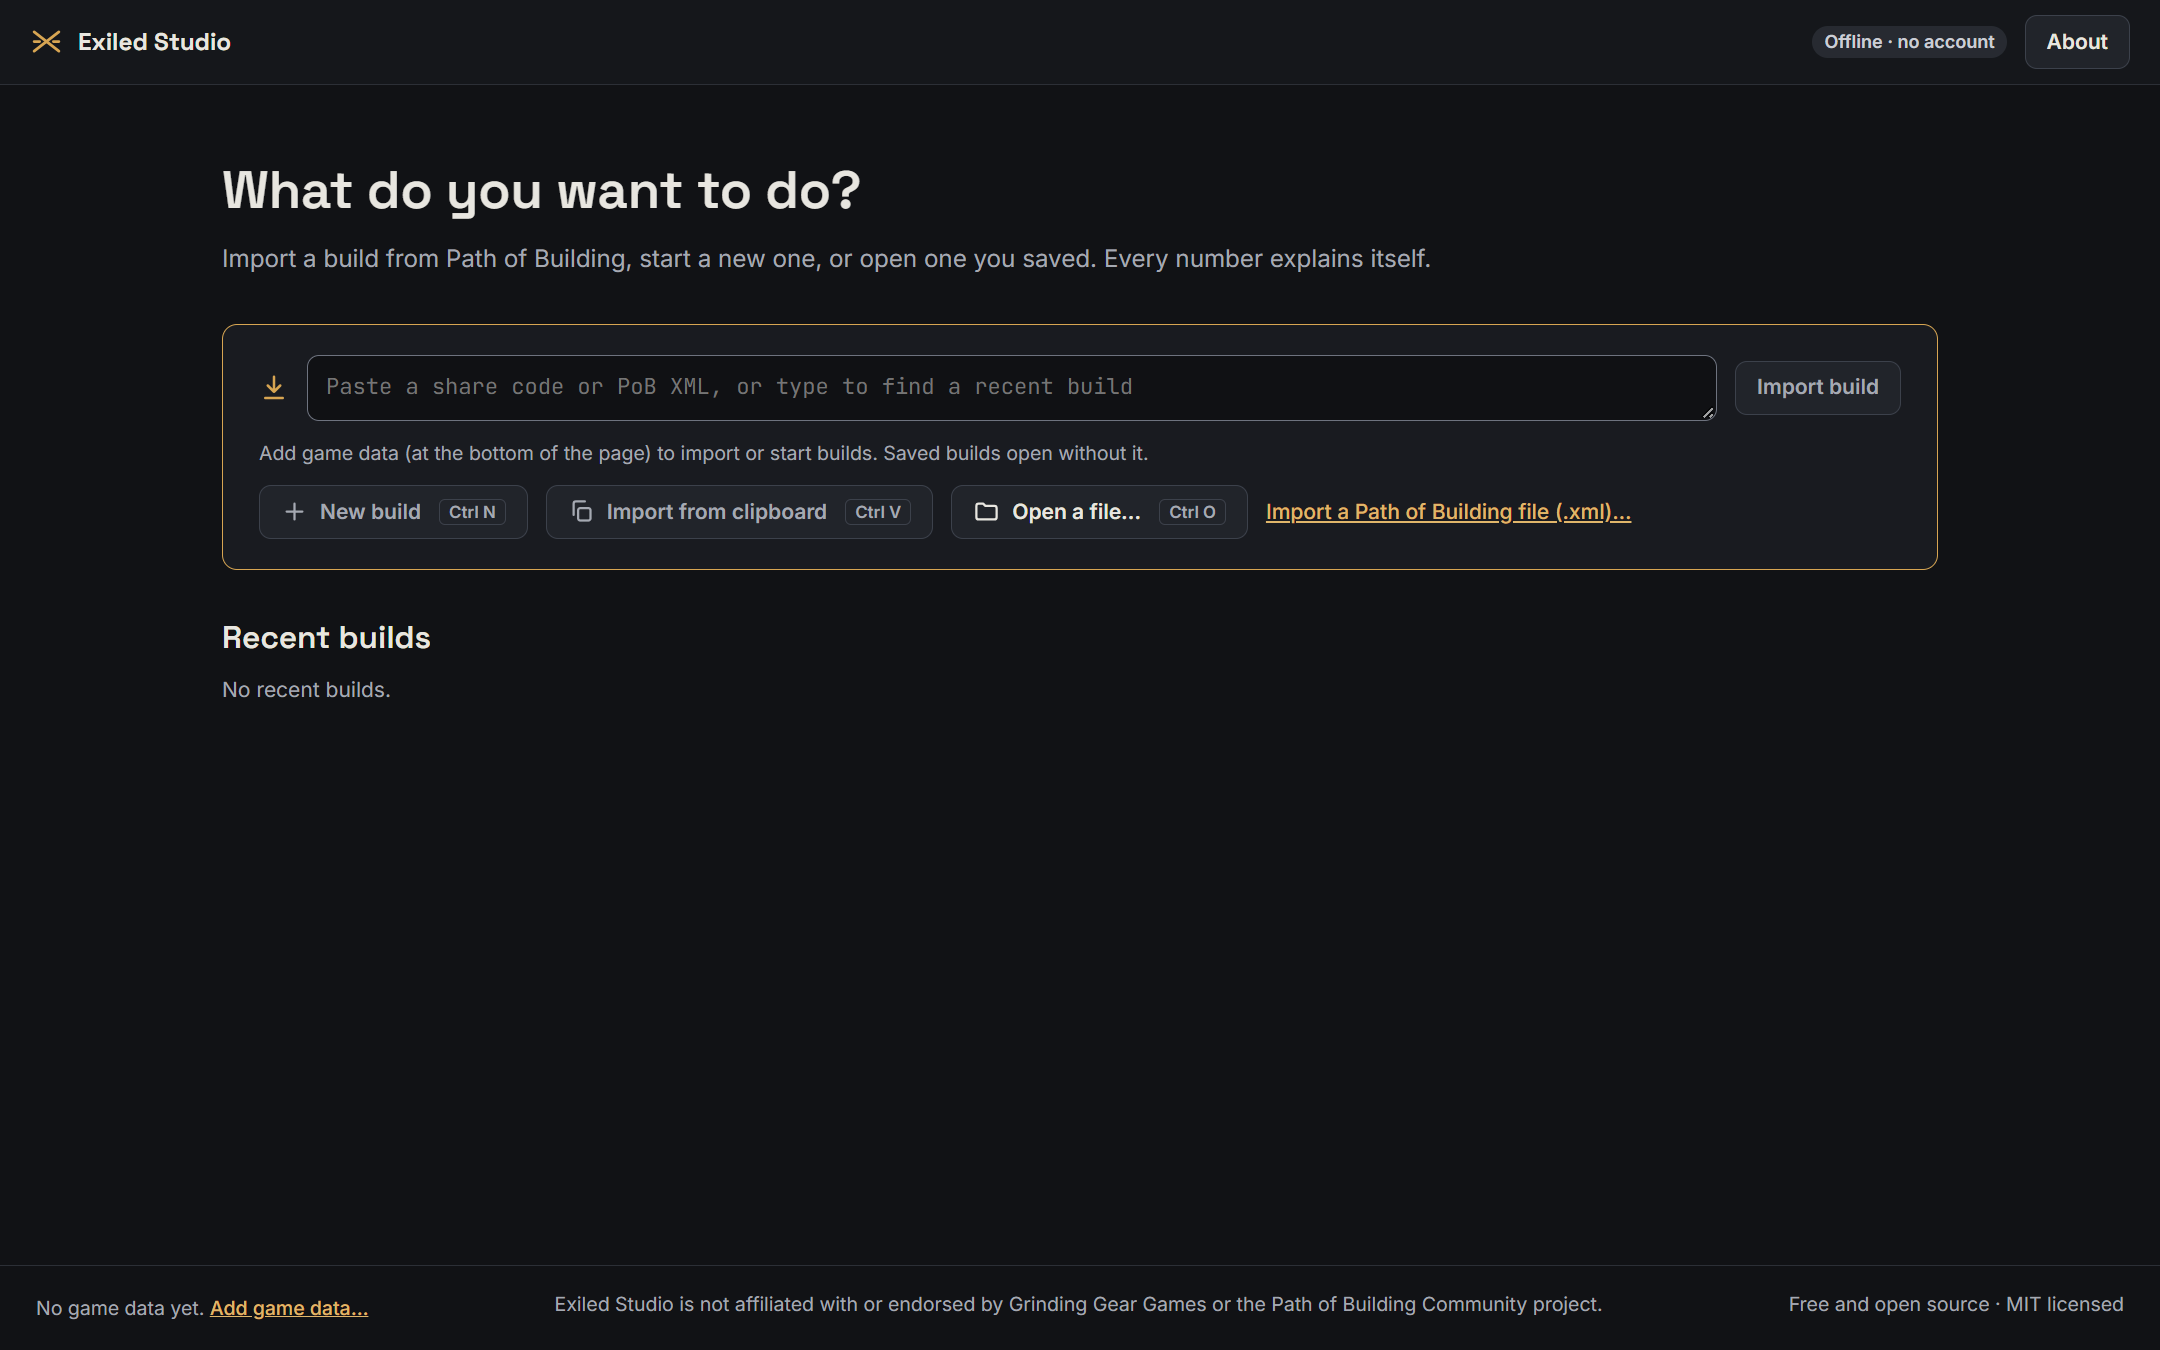 Exiled Studio
Offline · no account
About
What do you want to do?
Import a build from Path of Building, start a new one, or open one you saved. Every number explains itself.
Paste a share code or PoB XML, or type to find a recent build
Import build
Add game data (at the bottom of the page) to import or start builds. Saved builds open without it.
New build Ctrl N
Import from clipboard Ctrl V
Open a file... Ctrl O
Import a Path of Building file (.xml)...
Recent builds
No recent builds.
No game data yet. Add game data...
Exiled Studio is not affiliated with or endorsed by Grinding Gear Games or the Path of Building Community project.
Free and open source · MIT licensed